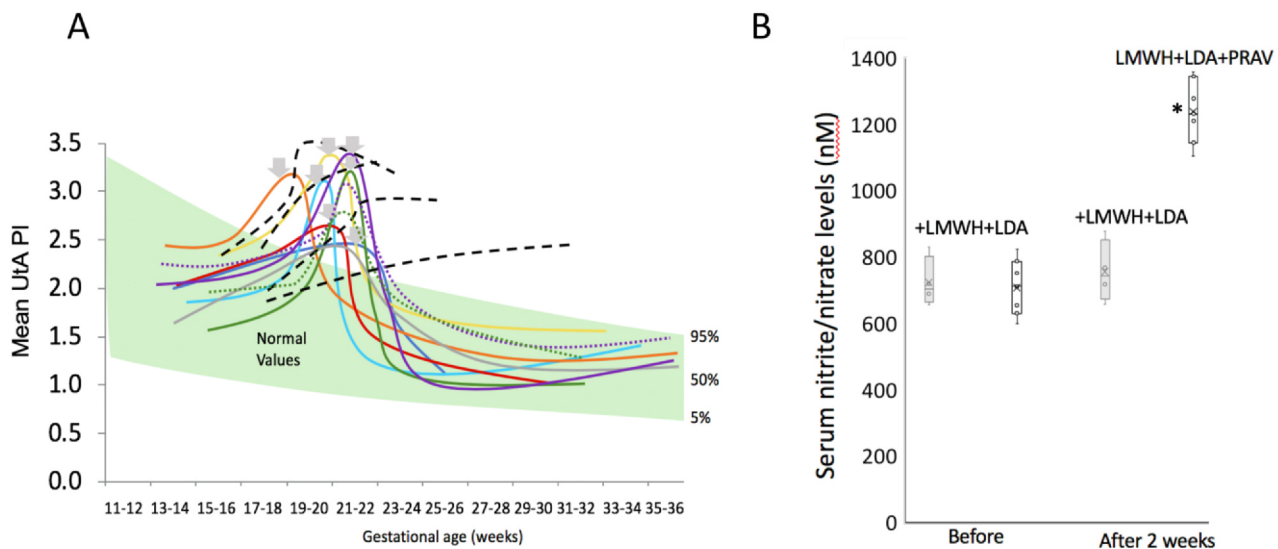 A
3.5
3.0
2.5
2.0
1.5
1.0
0.5
0.0
Mean UtA PI
Normal
Values
95%
50%
5%
11-12 13-14 15-16 17-18 19-20 21-22 23-24 25-26 27-28 29-30 31-32 33-34 35-36
Gestational age (weeks)
B
1400
1200
1000
800
600
400
200
0
Serum nitrite/nitrate levels (nM)
LMWH+LDA+PRAV
*
+LMWH+LDA
+LMWH+LDA
Before After 2 weeks